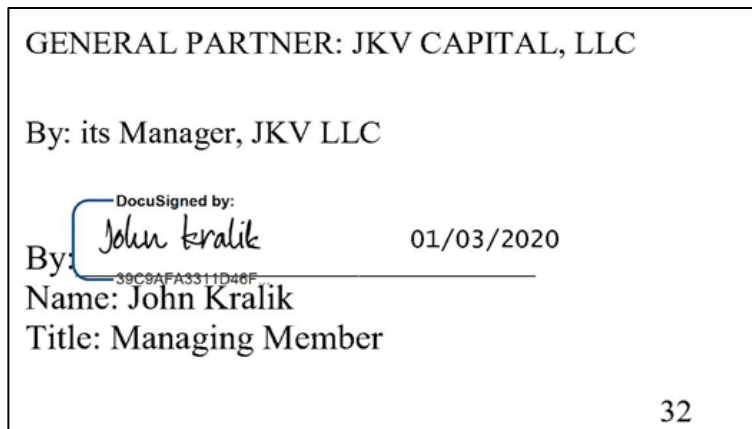 GENERAL PARTNER: JKV CAPITAL, LLC
By: its Manager, JKV LLC
DocuSigned by:
John Kralik 01/03/2020
By:
39C9AFA3311D46F...
Name: John Kralik
Title: Managing Member
32